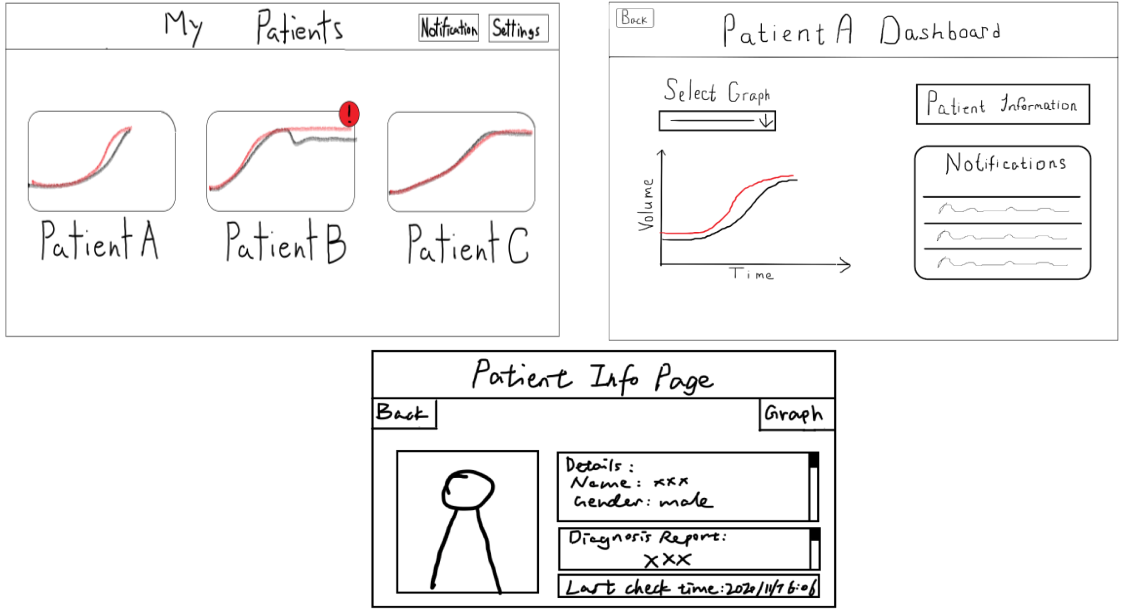 My Patients
Notification
Settings
!
Patient A
Patient B
Patient C
Back
Patient A Dashboard
Select Graph
Patient Information
Volume
Time
Notifications
Patient Info Page
Back
Graph
Details:
Name: xxx
Gender: male
Diagnosis Report:
XXX
Last check time: 2020/11/7 6:06